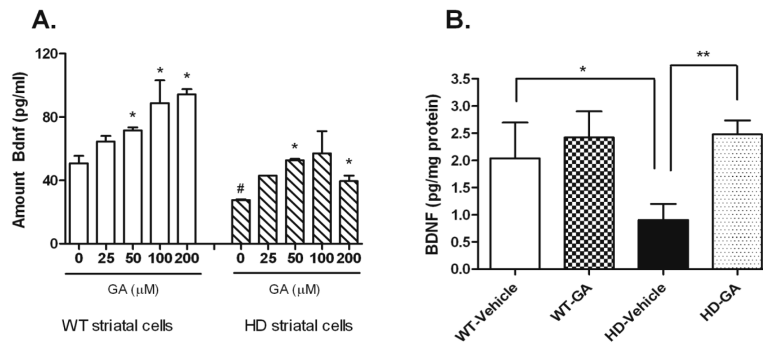 A.
Amount Bdnf (pg/ml)
120
80
40
0
* * *
# * *
0 25 50 100 200
0 25 50 100 200
GA (μM)
GA (μM)
WT striatal cells
HD striatal cells
B.
BDNF (pg/mg protein)
3.5
3.0
2.5
2.0
1.5
1.0
0.5
0.0
*
**
WT-Vehicle
WT-GA
HD-Vehicle
HD-GA